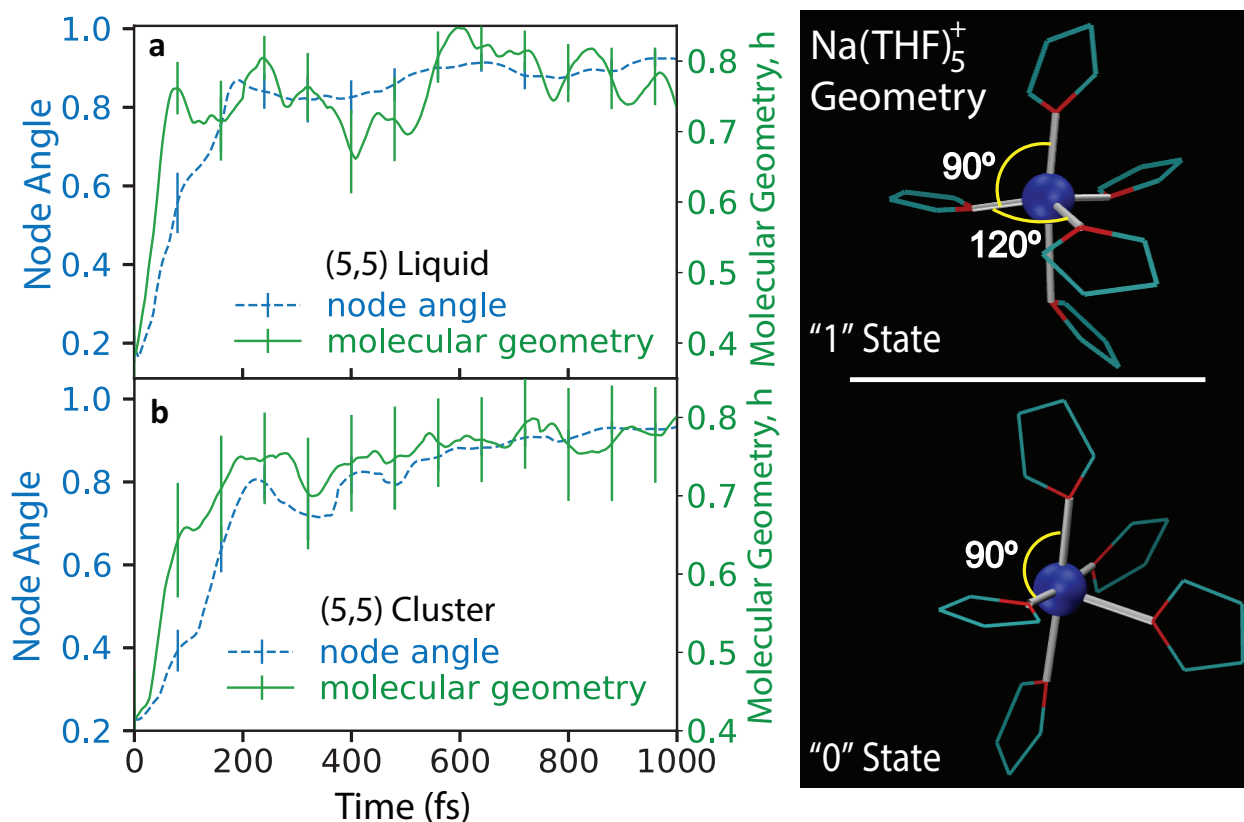 a
1.0
0.8
0.6
0.4
0.2
Node Angle
0.8
0.7
0.6
0.5
0.4
Molecular Geometry, h
(5,5) Liquid
node angle
molecular geometry
b
1.0
0.8
0.6
0.4
0.2
Node Angle
0.8
0.7
0.6
0.5
0.4
Molecular Geometry, h
(5,5) Cluster
node angle
molecular geometry
0 200 400 600 800 1000
Time (fs)
Na(THF)₅⁺
Geometry
90º
120º
“1” State
90º
“0” State